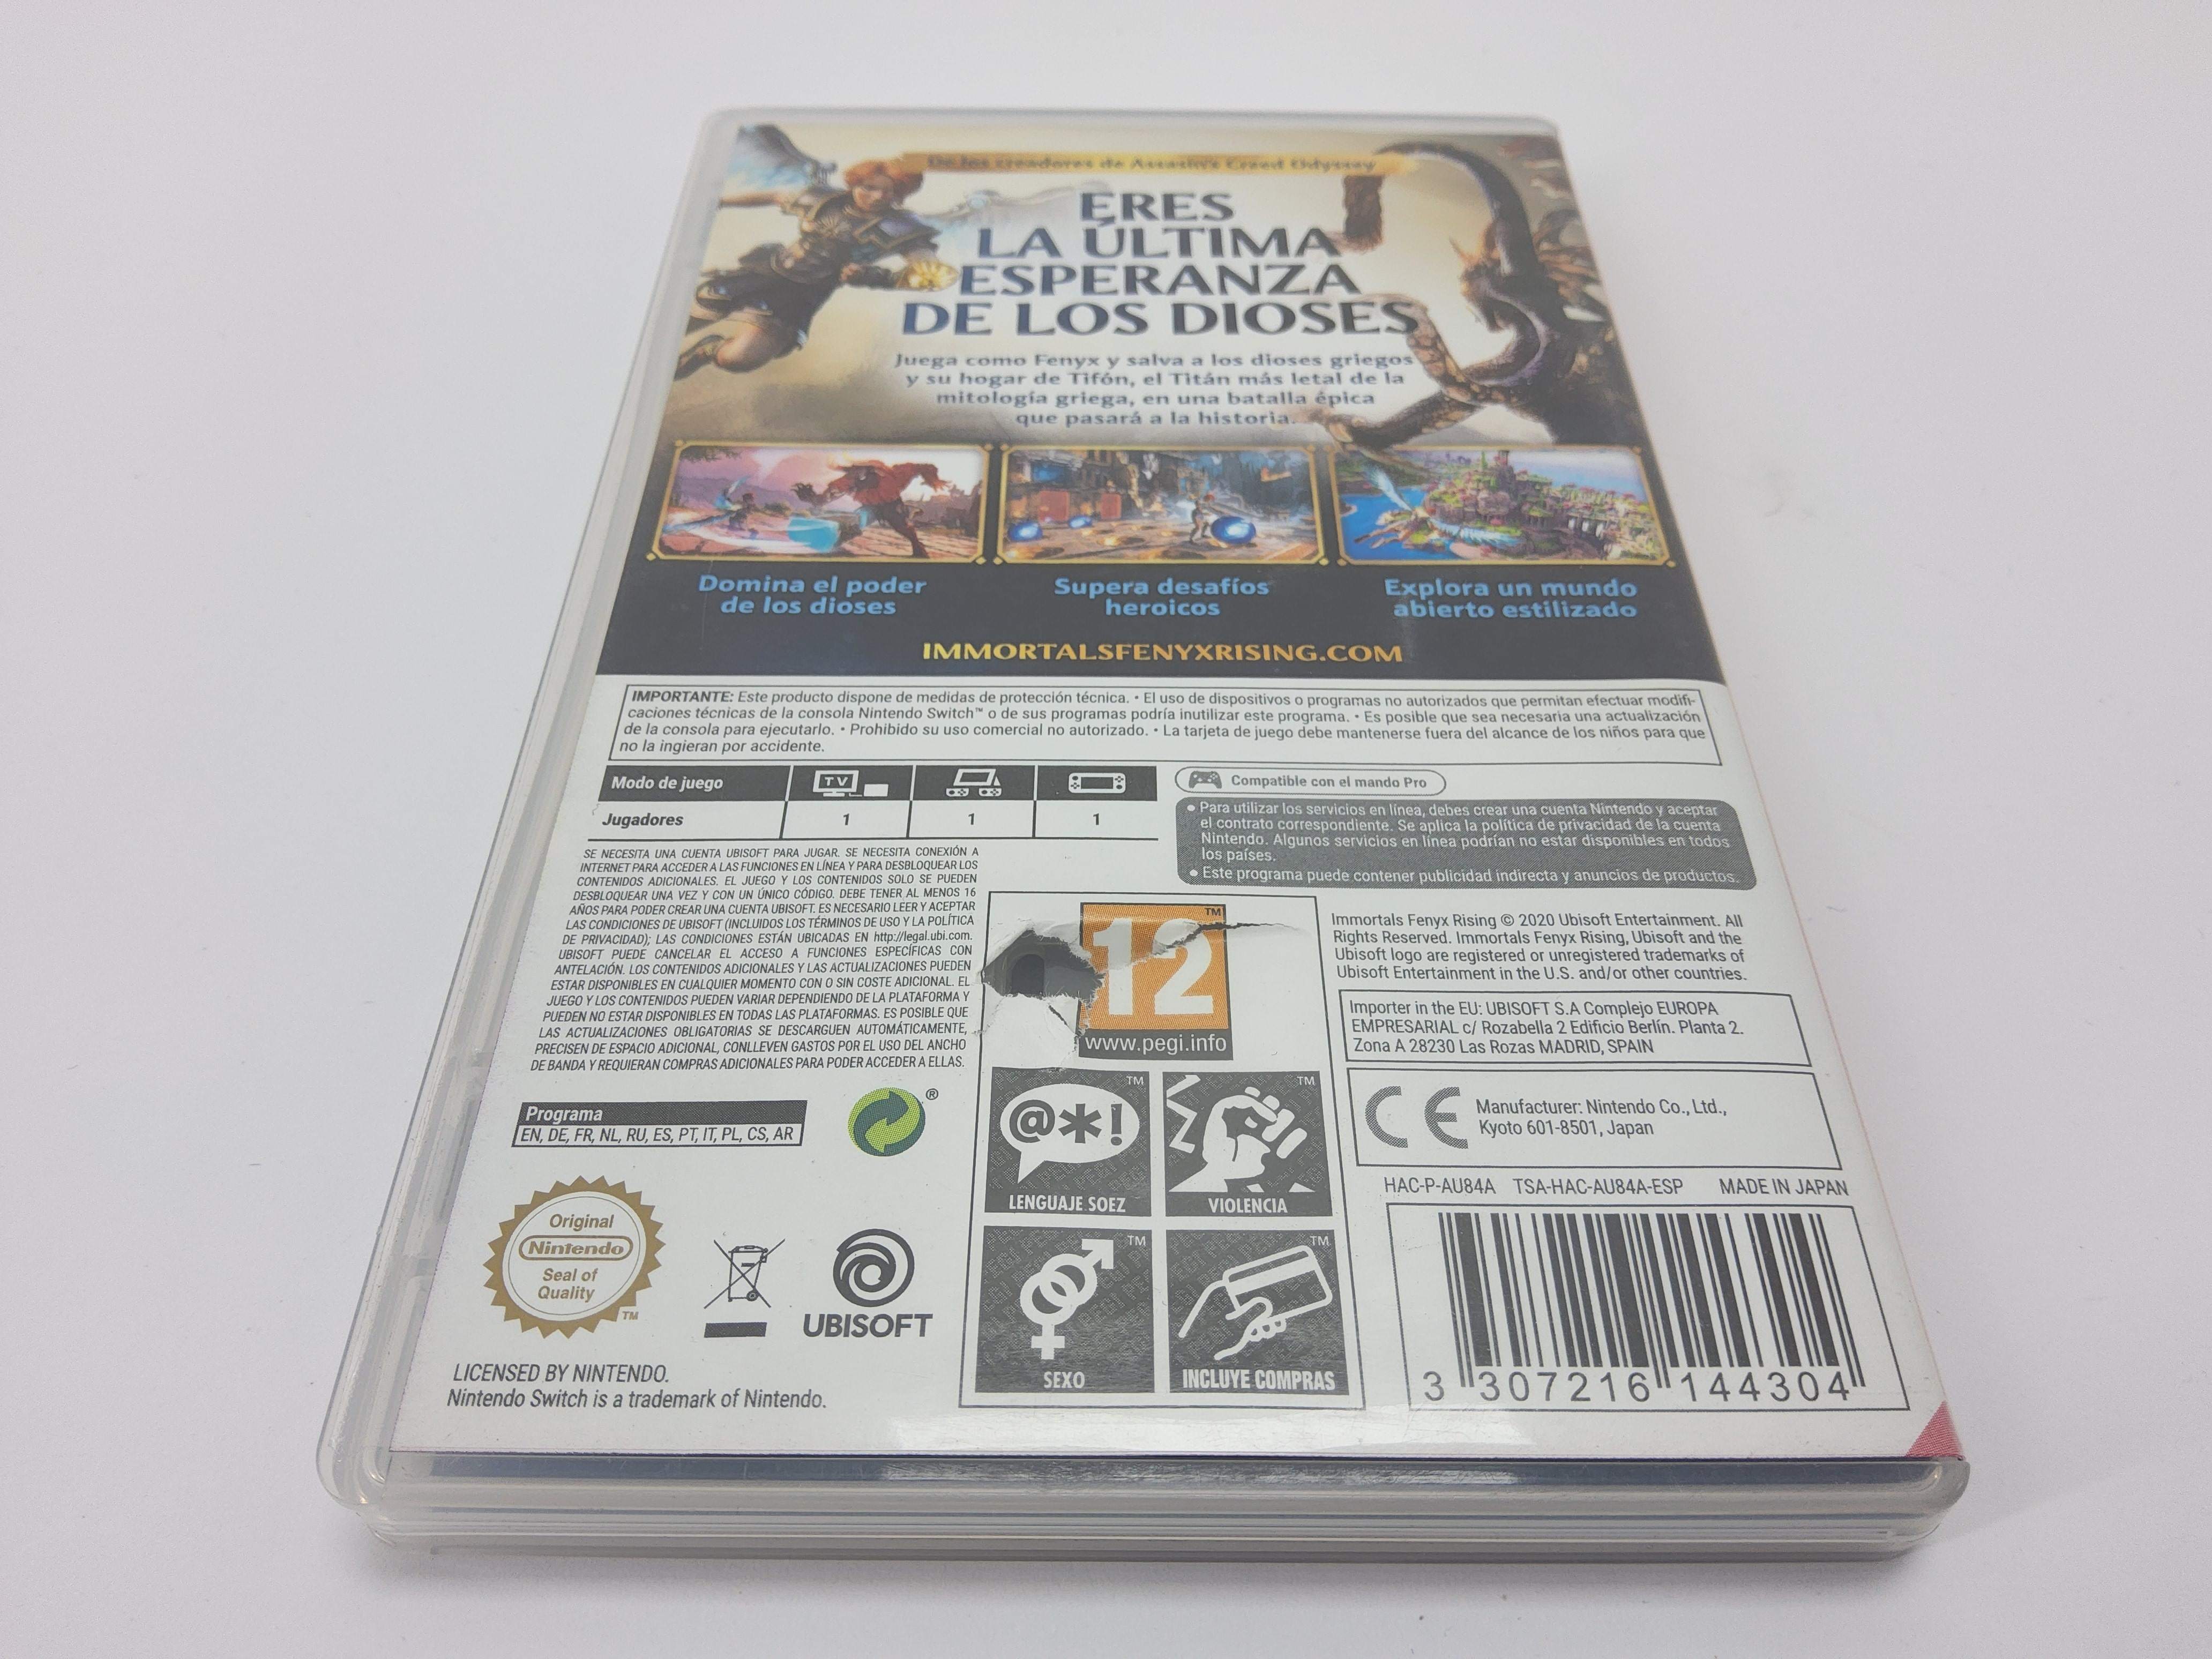 De los creadores de Assassin's Creed Odyssey
ERES
LA ÚLTIMA
ESPERANZA
DE LOS DIOSES
Juega como Fenyx y salva a los dioses griegos
y su hogar de Tifón, el Titán más letal de la
mitología griega, en una batalla épica
que pasará a la historia.
Domina el poder
de los dioses
Supera desafíos
heroicos
Explora un mundo
abierto estilizado
IMMORTALSFENYXRISING.COM
IMPORTANTE: Este producto dispone de medidas de protección técnica. • El uso de dispositivos o programas no autorizados que permitan efectuar modifi-
caciones técnicas de la consola Nintendo Switch™ o de sus programas podría inutilizar este programa. • Es posible que sea necesaria una actualización
de la consola para ejecutarlo. • Prohibido su uso comercial no autorizado. • La tarjeta de juego debe mantenerse fuera del alcance de los niños para que
no la ingieran por accidente.
Modo de juego
TV
Jugadores
1
1
1
Compatible con el mando Pro
• Para utilizar los servicios en línea, debes crear una cuenta Nintendo y aceptar
el contrato correspondiente. Se aplica la política de privacidad de la cuenta
Nintendo. Algunos servicios en línea podrían no estar disponibles en todos
los países.
• Este programa puede contener publicidad indirecta y anuncios de productos.
SE NECESITA UNA CUENTA UBISOFT PARA JUGAR. SE NECESITA CONEXIÓN A
INTERNET PARA ACCEDER A LAS FUNCIONES EN LÍNEA Y PARA DESBLOQUEAR LOS
CONTENIDOS ADICIONALES. EL JUEGO Y LOS CONTENIDOS SOLO SE PUEDEN
DESBLOQUEAR UNA VEZ Y CON UN ÚNICO CÓDIGO. DEBE TENER AL MENOS 16
AÑOS PARA PODER CREAR UNA CUENTA UBISOFT. ES NECESARIO LEER Y ACEPTAR
LAS CONDICIONES DE UBISOFT (INCLUIDOS LOS TÉRMINOS DE USO Y LA POLÍTICA
DE PRIVACIDAD); LAS CONDICIONES ESTÁN UBICADAS EN http://legal.ubi.com.
UBISOFT PUEDE CANCELAR EL ACCESO A FUNCIONES ESPECÍFICAS CON
ANTELACIÓN. LOS CONTENIDOS ADICIONALES Y LAS ACTUALIZACIONES PUEDEN
ESTAR DISPONIBLES EN CUALQUIER MOMENTO CON O SIN COSTE ADICIONAL. EL
JUEGO Y LOS CONTENIDOS PUEDEN VARIAR DEPENDIENDO DE LA PLATAFORMA Y
PUEDEN NO ESTAR DISPONIBLES EN TODAS LAS PLATAFORMAS. ES POSIBLE QUE
LAS ACTUALIZACIONES OBLIGATORIAS SE DESCARGUEN AUTOMÁTICAMENTE,
PRECISEN DE ESPACIO ADICIONAL, CONLLEVEN GASTOS POR EL USO DEL ANCHO
DE BANDA Y REQUIERAN COMPRAS ADICIONALES PARA PODER ACCEDER A ELLAS.
12
™
www.pegi.info
Immortals Fenyx Rising © 2020 Ubisoft Entertainment. All
Rights Reserved. Immortals Fenyx Rising, Ubisoft and the
Ubisoft logo are registered or unregistered trademarks of
Ubisoft Entertainment in the U.S. and/or other countries.
Importer in the EU: UBISOFT S.A Complejo EUROPA
EMPRESARIAL c/ Rozabella 2 Edificio Berlín. Planta 2.
Zona A 28230 Las Rozas MADRID, SPAIN
@*!
™
LENGUAJE SOEZ
™
VIOLENCIA
™
SEXO
™
INCLUYE COMPRAS
CE
Manufacturer: Nintendo Co., Ltd.,
Kyoto 601-8501, Japan
Programa
EN, DE, FR, NL, RU, ES, PT, IT, PL, CS, AR
®
HAC-P-AU84A TSA-HAC-AU84A-ESP MADE IN JAPAN
Original
Nintendo
Seal of
Quality
™
UBISOFT
3 307216 144304
LICENSED BY NINTENDO.
Nintendo Switch is a trademark of Nintendo.